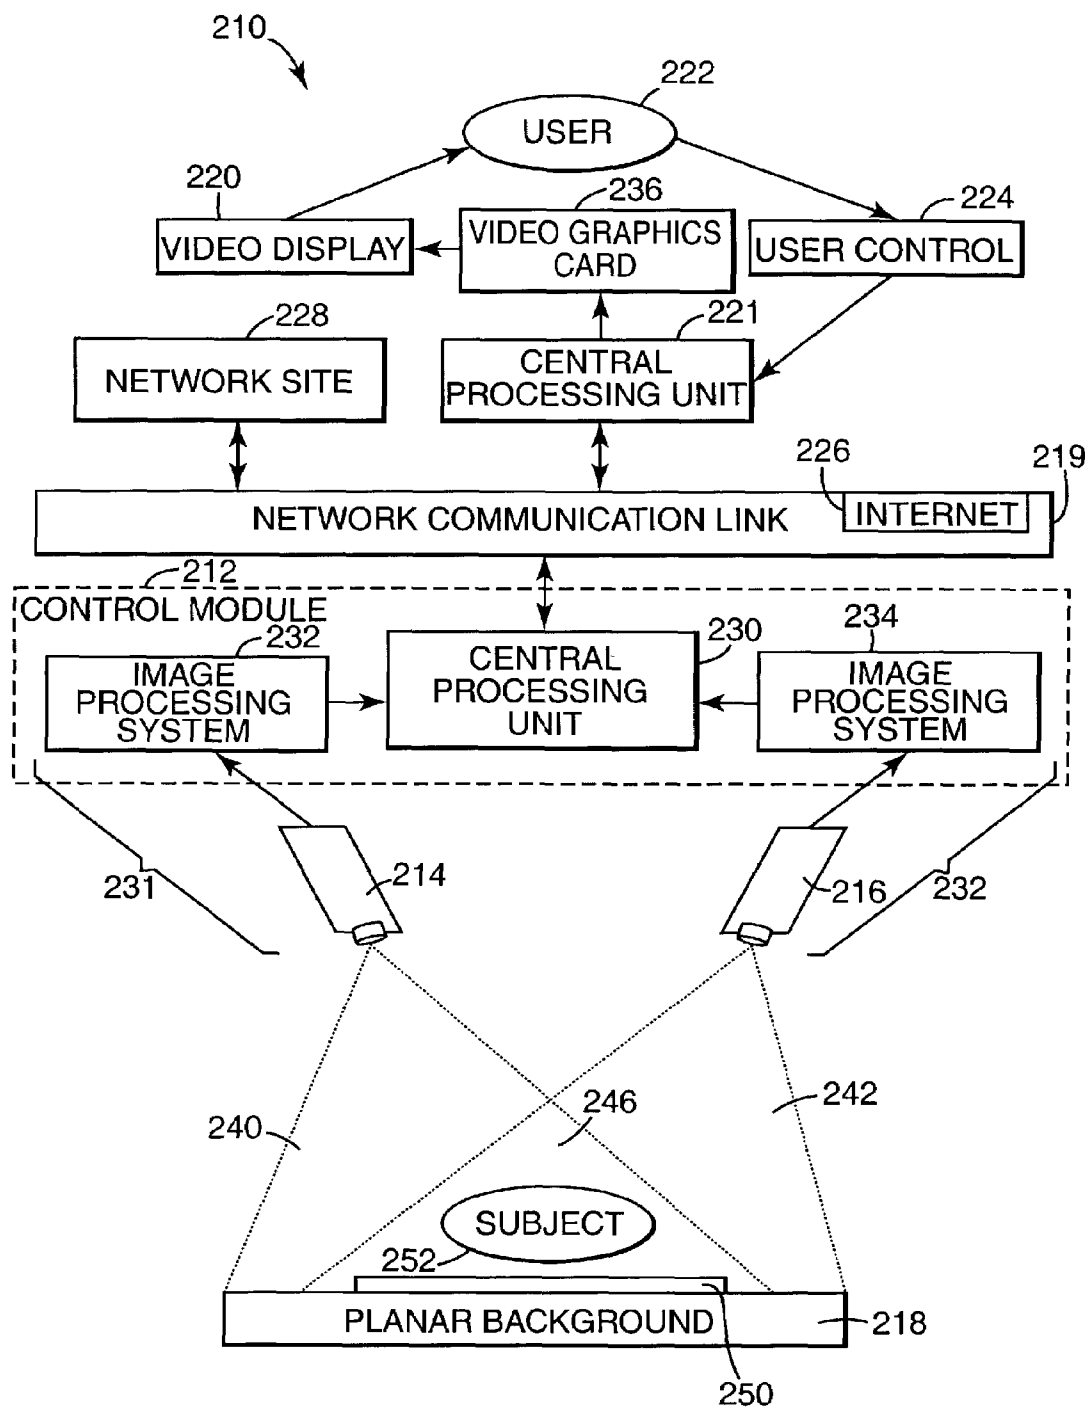 210
222
USER
220
236
224
VIDEO DISPLAY
VIDEO GRAPHICS
CARD
USER CONTROL
228
221
NETWORK SITE
CENTRAL
PROCESSING UNIT
226
219
NETWORK COMMUNICATION LINK
INTERNET
212
CONTROL MODULE
232
230
234
IMAGE
PROCESSING
SYSTEM
CENTRAL
PROCESSING
UNIT
IMAGE
PROCESSING
SYSTEM
231
214
216
232
240
246
242
SUBJECT
252
PLANAR BACKGROUND
218
250